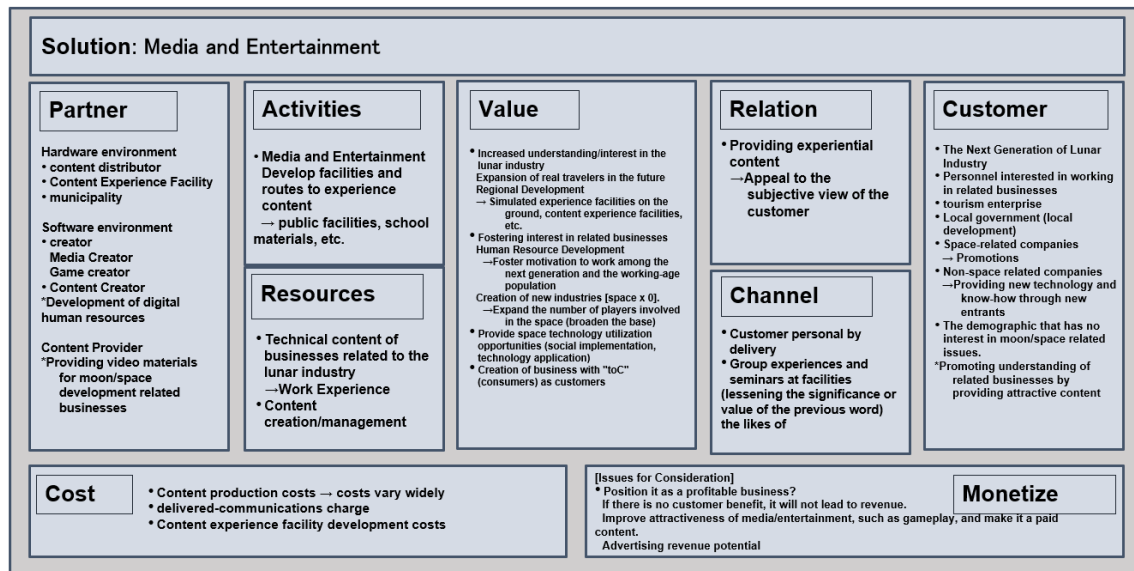 Solution: Media and Entertainment
Partner
Hardware environment
• content distributor
• Content Experience Facility
• municipality
Software environment
• creator
Media Creator
Game creator
• Content Creator
*Development of digital
human resources
Content Provider
*Providing video materials
for moon/space
development related
businesses
Activities
• Media and Entertainment
Develop facilities and
routes to experience
content
→ public facilities, school
materials, etc.
Resources
• Technical content of
businesses related to the
lunar industry
→Work Experience
• Content
creation/management
Value
• Increased understanding/interest in the
lunar industry
Expansion of real travelers in the future
Regional Development
→ Simulated experience facilities on the
ground, content experience facilities,
etc.
• Fostering interest in related businesses
Human Resource Development
→Foster motivation to work among the
next generation and the working-age
population
Creation of new industries [space x 0].
→Expand the number of players involved
in the space (broaden the base)
• Provide space technology utilization
opportunities (social implementation,
technology application)
• Creation of business with "toC"
(consumers) as customers
Relation
• Providing experiential
content
→Appeal to the
subjective view of the
customer
Channel
• Customer personal by
delivery
• Group experiences and
seminars at facilities
(lessening the significance or
value of the previous word)
the likes of
Customer
• The Next Generation of Lunar
Industry
• Personnel interested in working
in related businesses
• tourism enterprise
• Local government (local
development)
• Space-related companies
→ Promotions
• Non-space related companies
→Providing new technology and
know-how through new
entrants
• The demographic that has no
interest in moon/space related
issues.
*Promoting understanding of
related businesses by
providing attractive content
Cost
• Content production costs → costs vary widely
• delivered-communications charge
• Content experience facility development costs
Monetize
[Issues for Consideration]
• Position it as a profitable business?
If there is no customer benefit, it will not lead to revenue.
Improve attractiveness of media/entertainment, such as gameplay, and make it a paid
content.
Advertising revenue potential